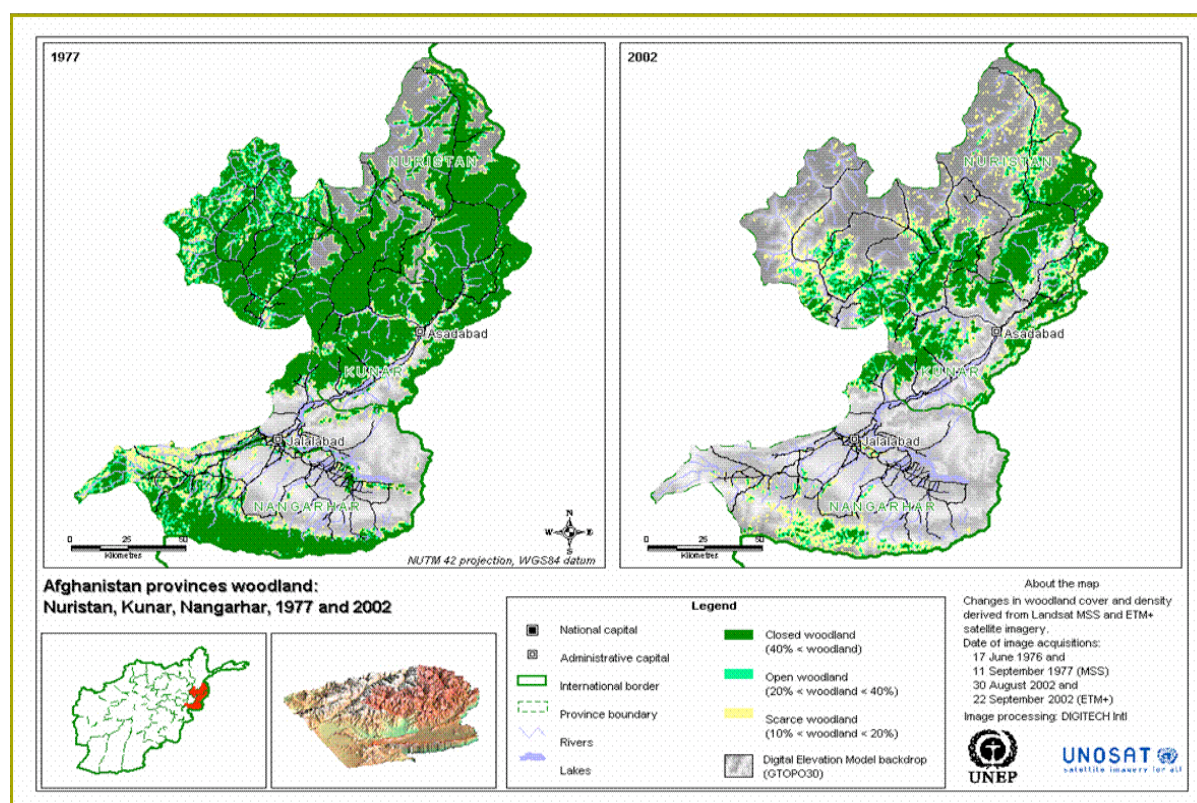 1977
NURISTAN
Asadabad
KUNAR
Jalalabad
NANGARHAR
0 25 50
Kilometres
N
W E
S
NUTM 42 projection, WGS84 datum
2002
NURISTAN
Asadabad
KUNAR
Jalalabad
NANGARHAR
0 25 50
Kilometres
Afghanistan provinces woodland:
Nuristan, Kunar, Nangarhar, 1977 and 2002
Legend
National capital
Administrative capital
International border
Province boundary
Rivers
Lakes
Closed woodland
(40% < woodland)
Open woodland
(20% < woodland < 40%)
Scarce woodland
(10% < woodland < 20%)
Digital Elevation Model backdrop
(GTOPO30)
About the map
Changes in woodland cover and density
derived from Landsat MSS and ETM+
satellite imagery.
Date of image acquisitions:
17 June 1976 and
11 September 1977 (MSS)
30 August 2002 and
22 September 2002 (ETM+)
Image processing: DIGITECH Intl
UNEP
UNOSAT
satellite imagery for all